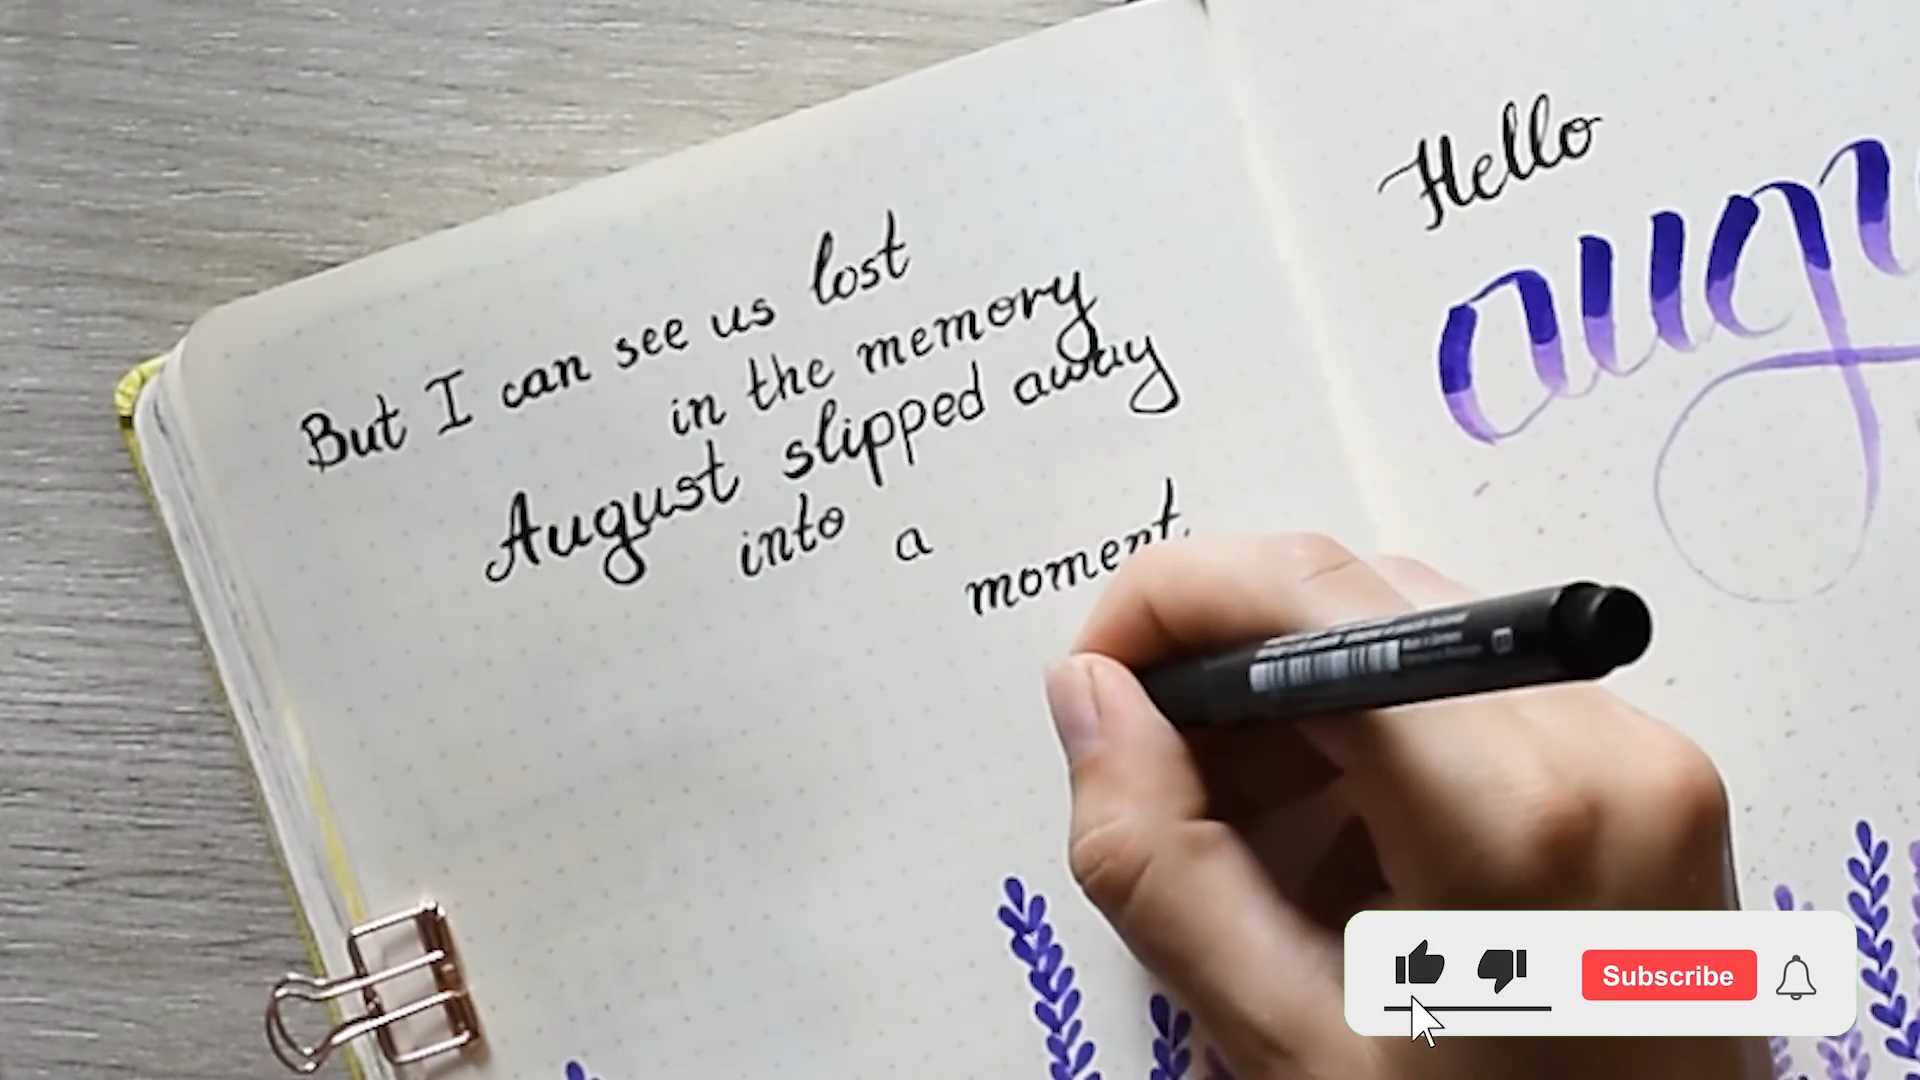 But I can see us lost
in the memory
August slipped away
into a
moment.
Hello
Subscribe